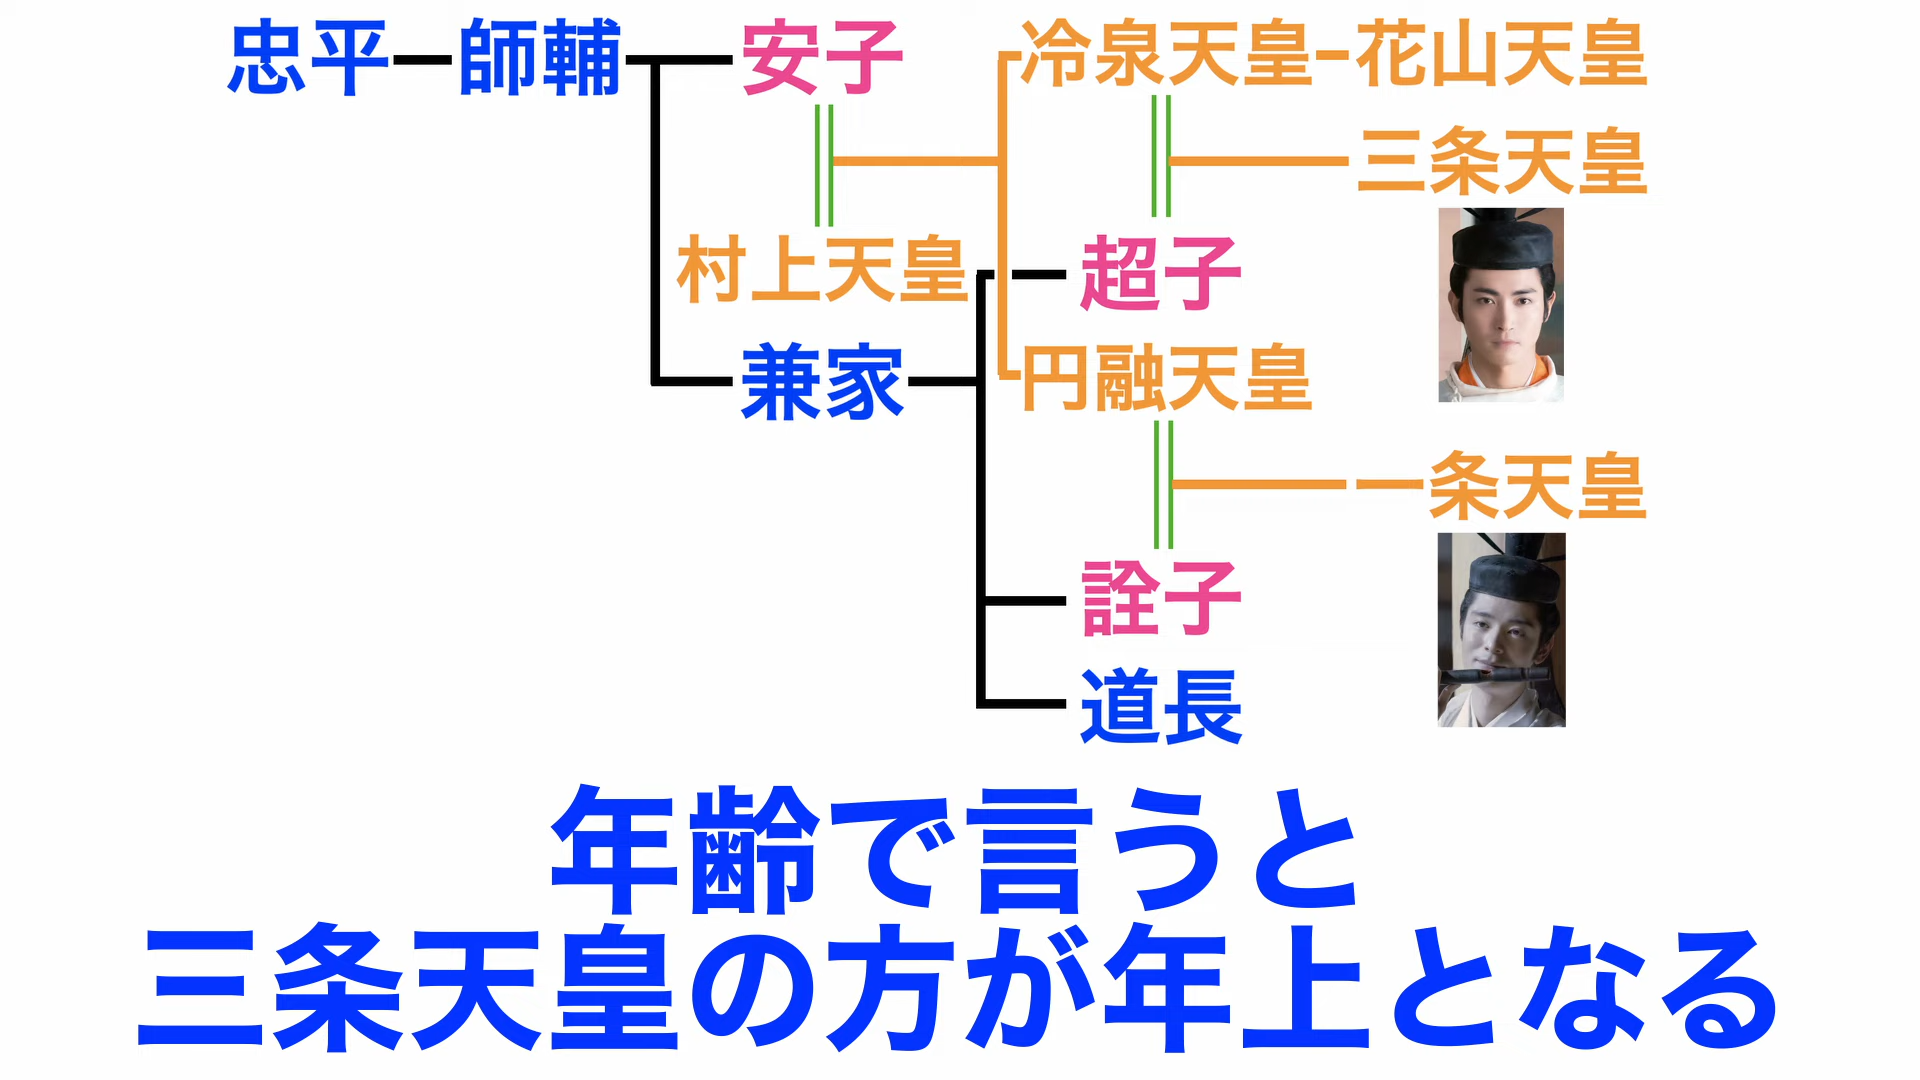 忠平 師輔 安子 冷泉天皇 花山天皇
三条天皇
村上天皇 超子
兼家 円融天皇
一条天皇
詮子
道長
年齢で言うと
三条天皇の方が年上となる